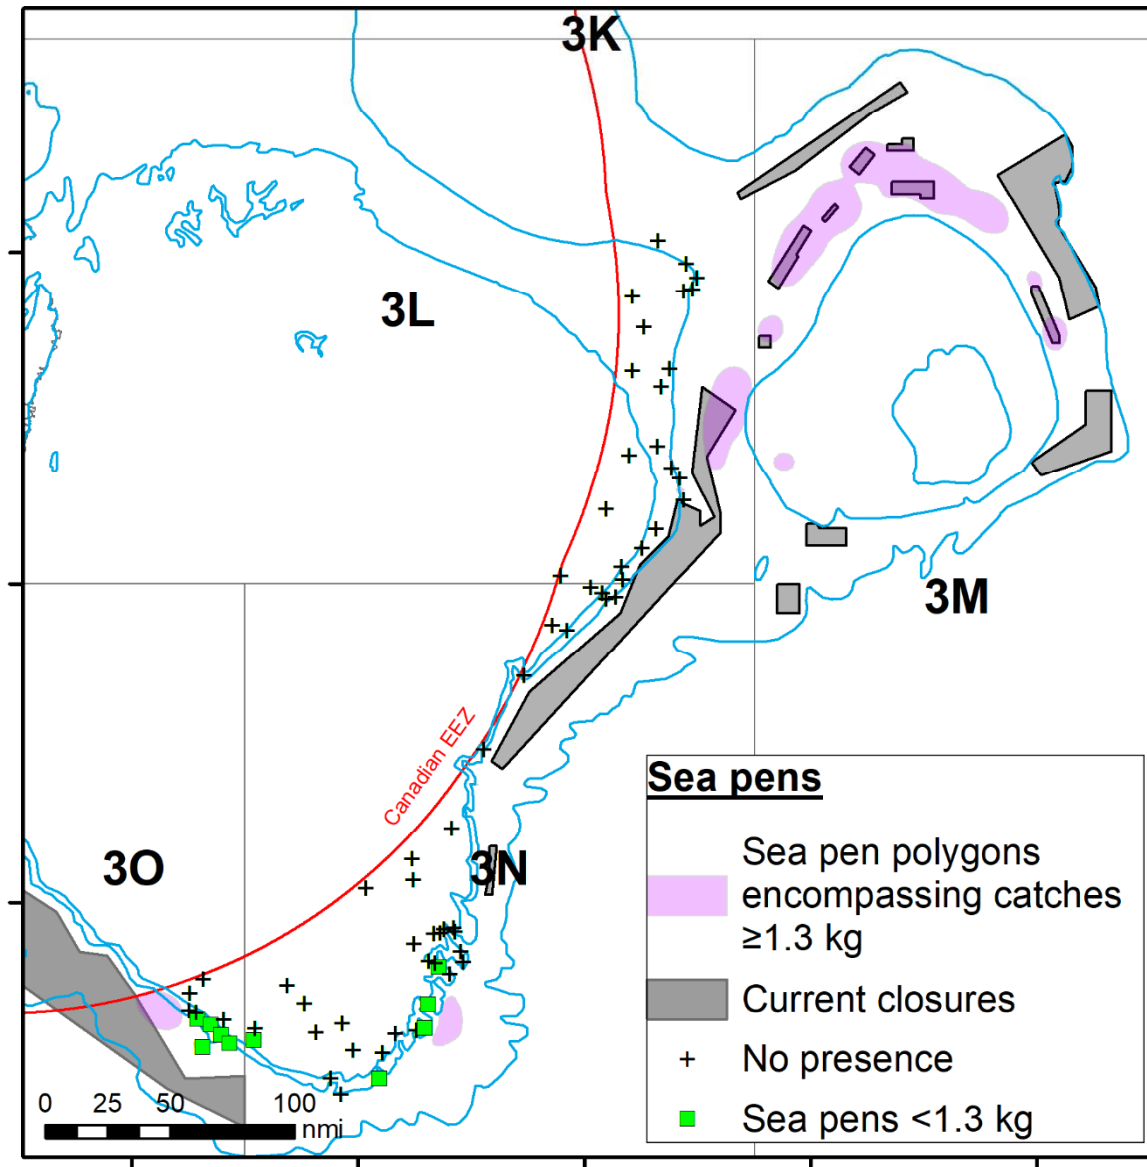 3K
3L
3M
Canadian EEZ
3O
3N
Sea pens
Sea pen polygons
encompassing catches
≥1.3 kg
Current closures
No presence
Sea pens <1.3 kg
0 25 50 100
nmi